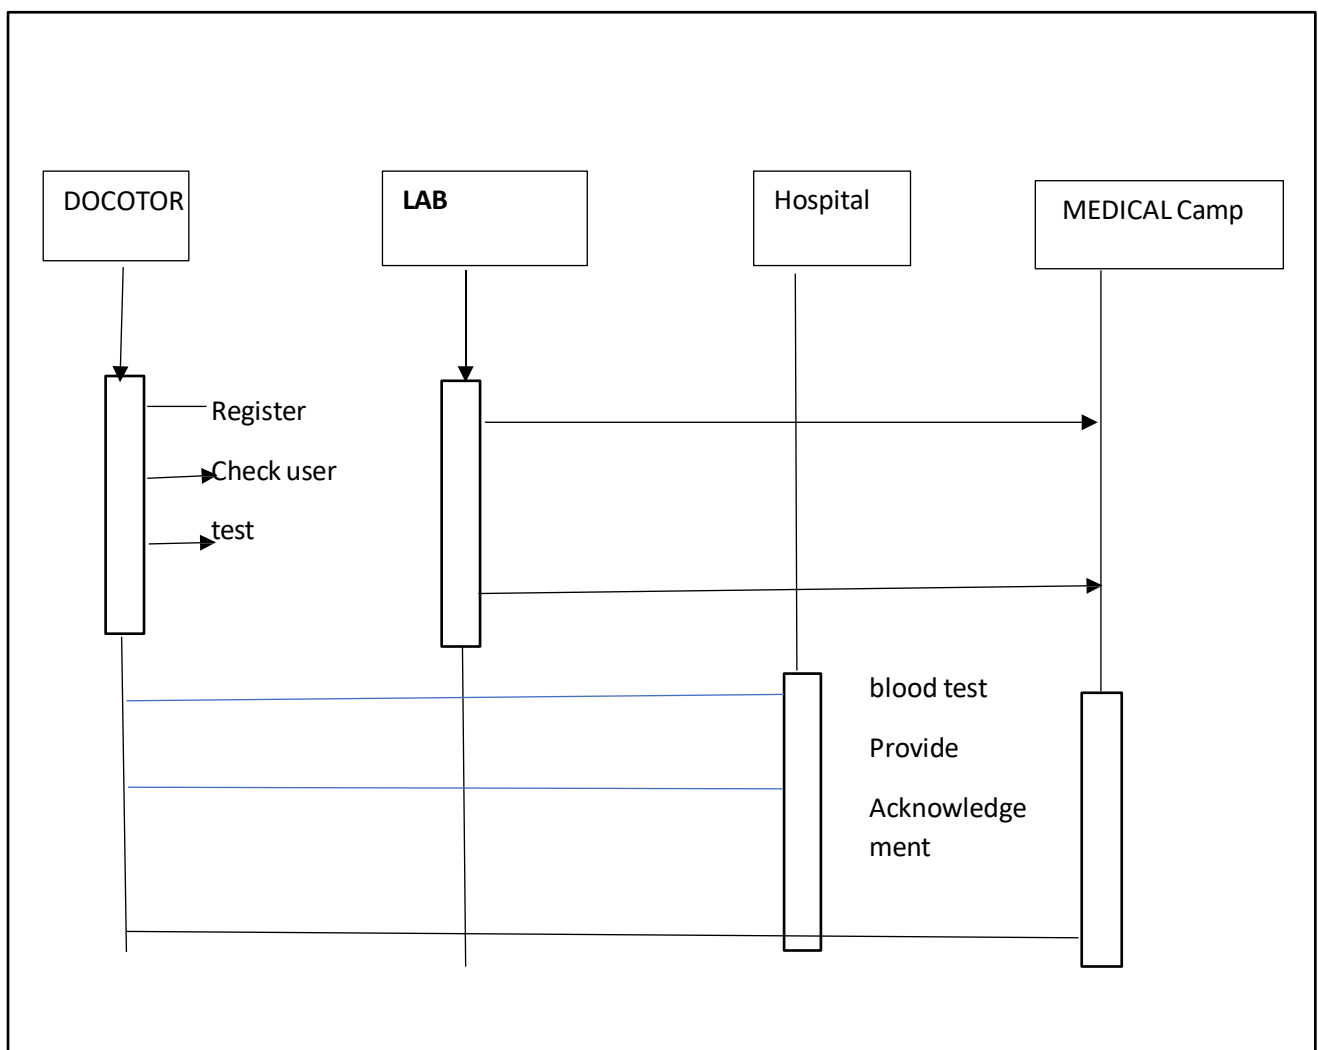 DOCOTOR
LAB
Hospital
MEDICAL Camp
Register
Check user
test
blood test
Provide
Acknowledge
ment